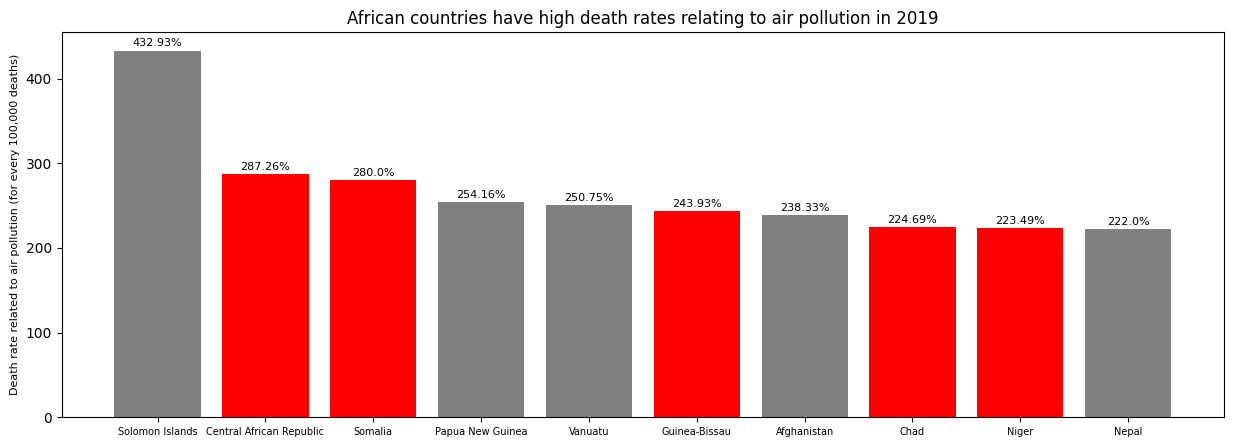 African countries have high death rates relating to air pollution in 2019
Death rate related to air pollution (for every 100,000 deaths)
400
300
200
100
0
432.93%
287.26%
280.0%
254.16%
250.75%
243.93%
238.33%
224.69%
223.49%
222.0%
Solomon Islands
Central African Republic
Somalia
Papua New Guinea
Vanuatu
Guinea-Bissau
Afghanistan
Chad
Niger
Nepal